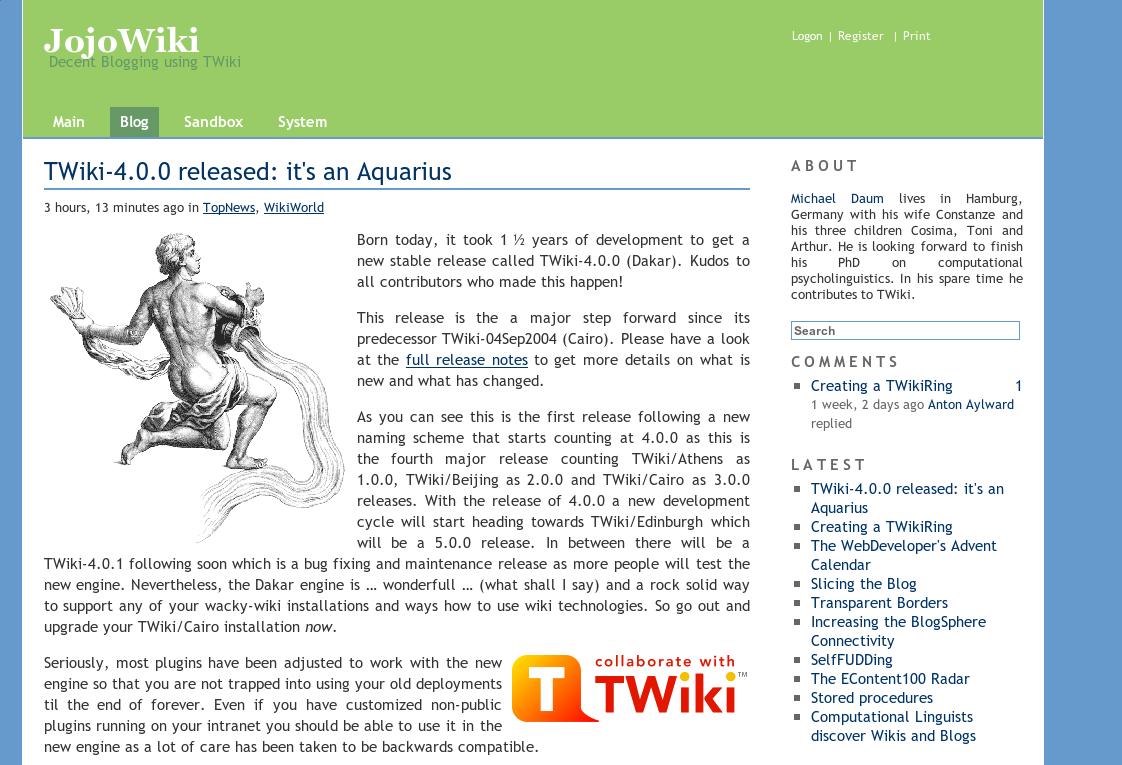 JojoWiki
Decent Blogging using TWiki
Logon | Register | Print
Main Blog Sandbox System
TWiki-4.0.0 released: it's an Aquarius
3 hours, 13 minutes ago in TopNews, WikiWorld
Born today, it took 1 ½ years of development to get a
new stable release called TWiki-4.0.0 (Dakar). Kudos to
all contributors who made this happen!
This release is the a major step forward since its
predecessor TWiki-04Sep2004 (Cairo). Please have a look
at the full release notes to get more details on what is
new and what has changed.
As you can see this is the first release following a new
naming scheme that starts counting at 4.0.0 as this is
the fourth major release counting TWiki/Athens as
1.0.0, TWiki/Beijing as 2.0.0 and TWiki/Cairo as 3.0.0
releases. With the release of 4.0.0 a new development
cycle will start heading towards TWiki/Edinburgh which
will be a 5.0.0 release. In between there will be a
TWiki-4.0.1 following soon which is a bug fixing and maintenance release as more people will test the
new engine. Nevertheless, the Dakar engine is … wonderfull … (what shall I say) and a rock solid way
to support any of your wacky-wiki installations and ways how to use wiki technologies. So go out and
upgrade your TWiki/Cairo installation now.
Seriously, most plugins have been adjusted to work with the new
engine so that you are not trapped into using your old deployments
til the end of forever. Even if you have customized non-public
plugins running on your intranet you should be able to use it in the
new engine as a lot of care has been taken to be backwards compatible.
collaborate with
T TWiki™
ABOUT
Michael Daum lives in Hamburg,
Germany with his wife Constanze and
his three children Cosima, Toni and
Arthur. He is looking forward to finish
his PhD on computational
psycholinguistics. In his spare time he
contributes to TWiki.
Search
COMMENTS
Creating a TWikiRing 1
1 week, 2 days ago Anton Aylward
replied
LATEST
TWiki-4.0.0 released: it's an
Aquarius
Creating a TWikiRing
The WebDeveloper's Advent
Calendar
Slicing the Blog
Transparent Borders
Increasing the BlogSphere
Connectivity
SelfFUDDing
The EContent100 Radar
Stored procedures
Computational Linguists
discover Wikis and Blogs